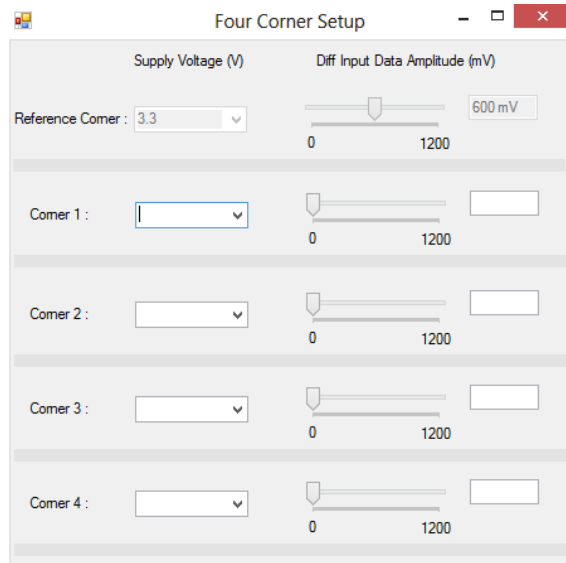 Four Corner Setup
Supply Voltage (V) Diff Input Data Amplitude (mV)
Reference Corner : 3.3 600 mV
0 1200
Corner 1 :
0 1200
Corner 2 :
0 1200
Corner 3 :
0 1200
Corner 4 :
0 1200